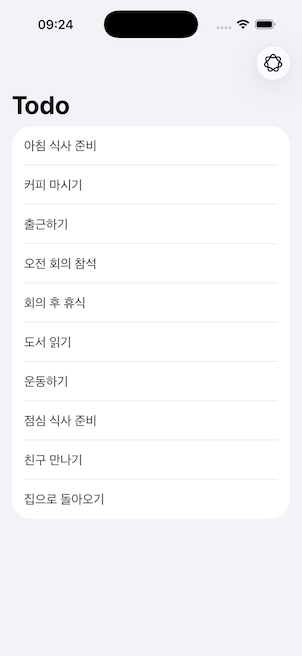 09:24
Todo
아침 식사 준비
커피 마시기
출근하기
오전 회의 참석
회의 후 휴식
도서 읽기
운동하기
점심 식사 준비
친구 만나기
집으로 돌아오기